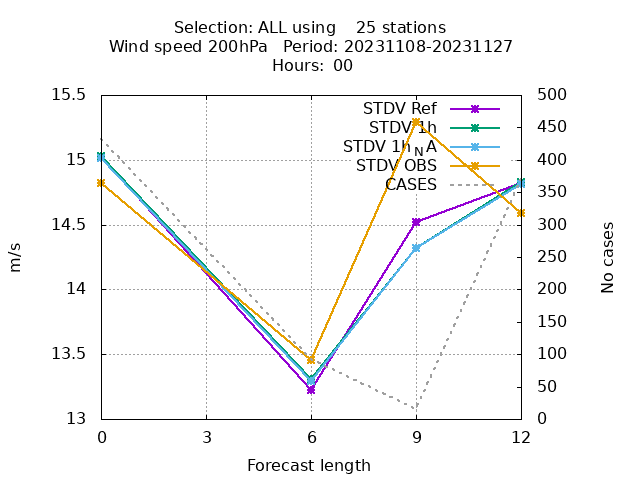 Selection: ALL using    25 stations
Wind speed 200hPa   Period: 20231108-20231127
Hours:  00
STDV Ref
STDV 1h
STDV 1h_NA
STDV OBS
CASES
15.5
15
14.5
14
13.5
13
m/s
500
450
400
350
300
250
200
150
100
50
0
No cases
0 3 6 9 12
Forecast length